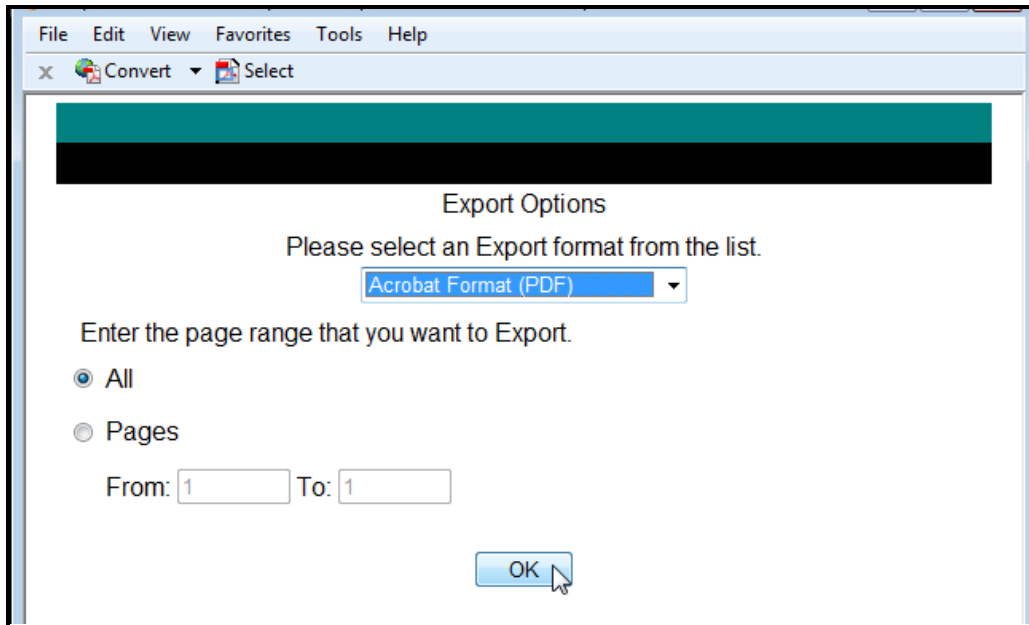 File Edit View Favorites Tools Help
x Convert Select
Export Options
Please select an Export format from the list.
Acrobat Format (PDF)
Enter the page range that you want to Export.
All
Pages
From: 1 To: 1
OK